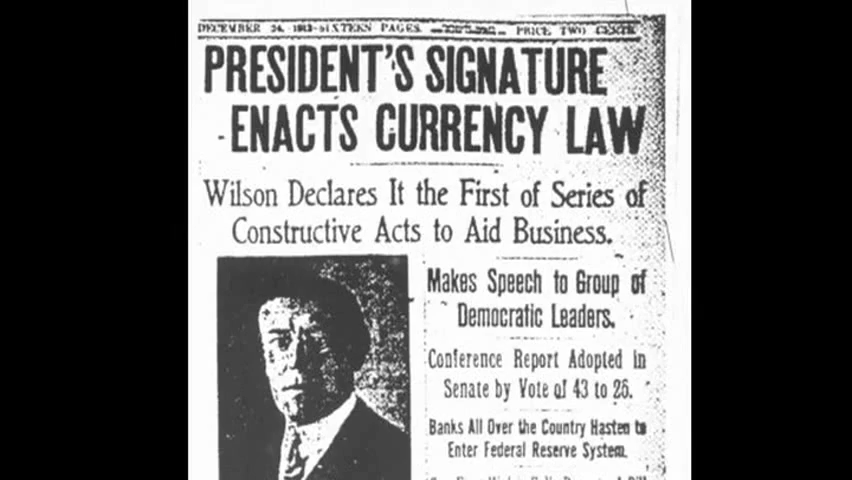 DECEMBER 24, 1913-SIXTEEN PAGES. PRICE TWO CENTS
PRESIDENT'S SIGNATURE
ENACTS CURRENCY LAW
Wilson Declares It the First of Series of
Constructive Acts to Aid Business.
Makes Speech to Group of
Democratic Leaders.
Conference Report Adopted in
Senate by Vote of 43 to 25.
Banks All Over the Country Hasten to
Enter Federal Reserve System.